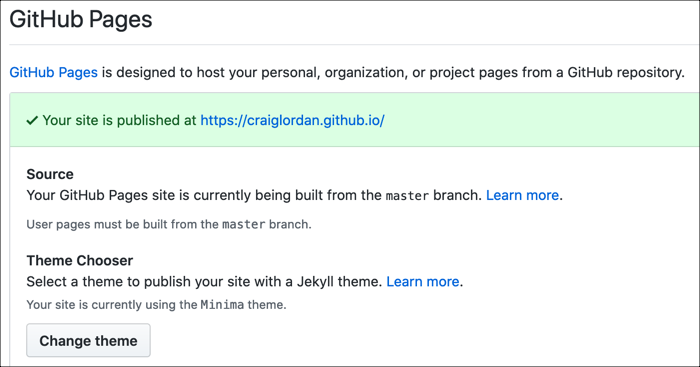 GitHub Pages
GitHub Pages is designed to host your personal, organization, or project pages from a GitHub repository.
✓ Your site is published at https://craiglordan.github.io/
Source
Your GitHub Pages site is currently being built from the master branch. Learn more.
User pages must be built from the master branch.
Theme Chooser
Select a theme to publish your site with a Jekyll theme. Learn more.
Your site is currently using the Minima theme.
Change theme